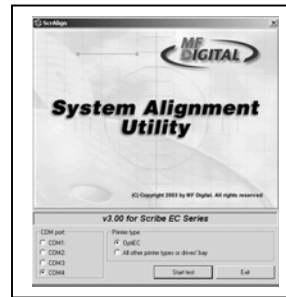 ScrAlign
MF
DIGITAL
System Alignment
Utility
(C) Copyright 2003 by MF Digital. All rights reserved
v3.00 for Scribe EC Series
COM port:
COM1:
COM2:
COM3:
COM4:
Printer type:
OptiEC
All other printer types or drives' bay
Start test
Exit